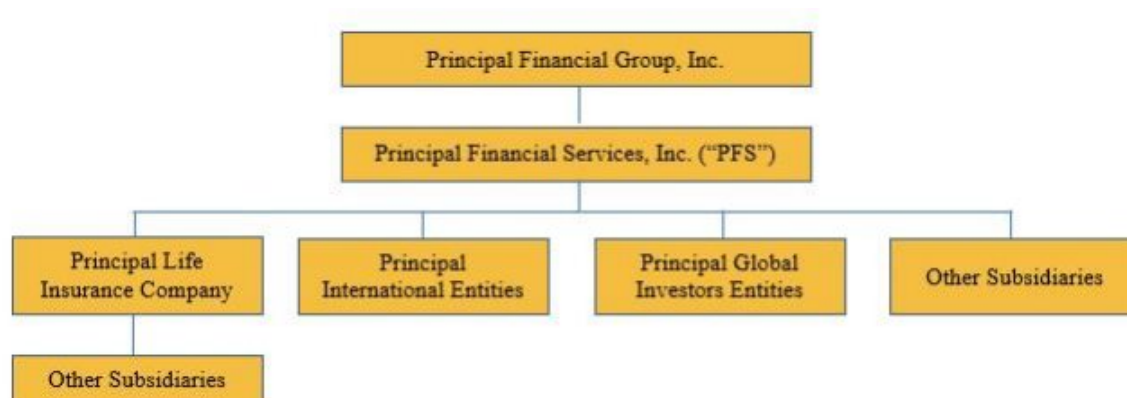 Principal Financial Group, Inc.
Principal Financial Services, Inc. (“PFS”)
Principal Life
Insurance Company
Principal
International Entities
Principal Global
Investors Entities
Other Subsidiaries
Other Subsidiaries